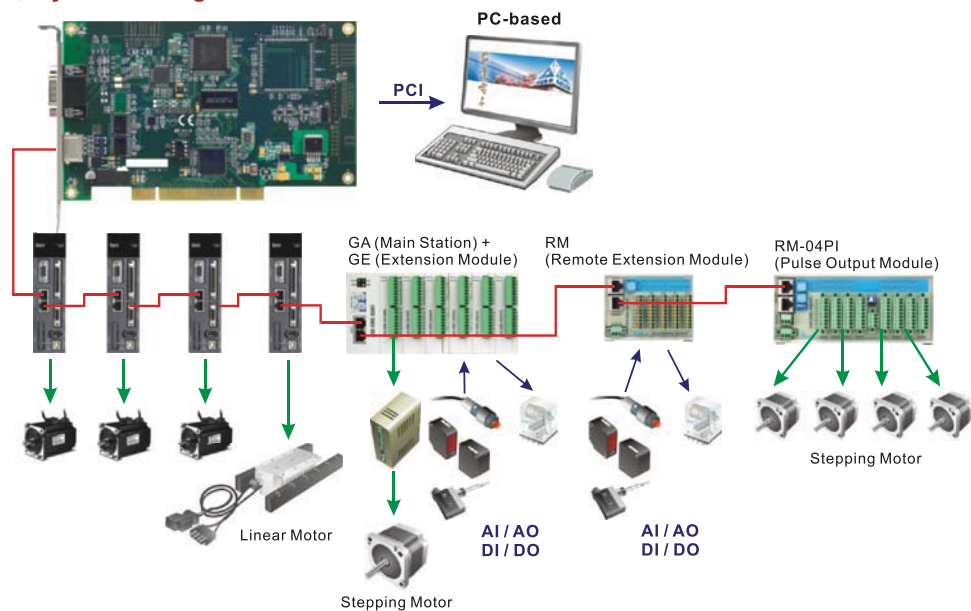 PC-based
PCI
GA (Main Station) +
GE (Extension Module)
RM
(Remote Extension Module)
RM-04PI
(Pulse Output Module)
Stepping Motor
Linear Motor
AI / AO
DI / DO
AI / AO
DI / DO
Stepping Motor